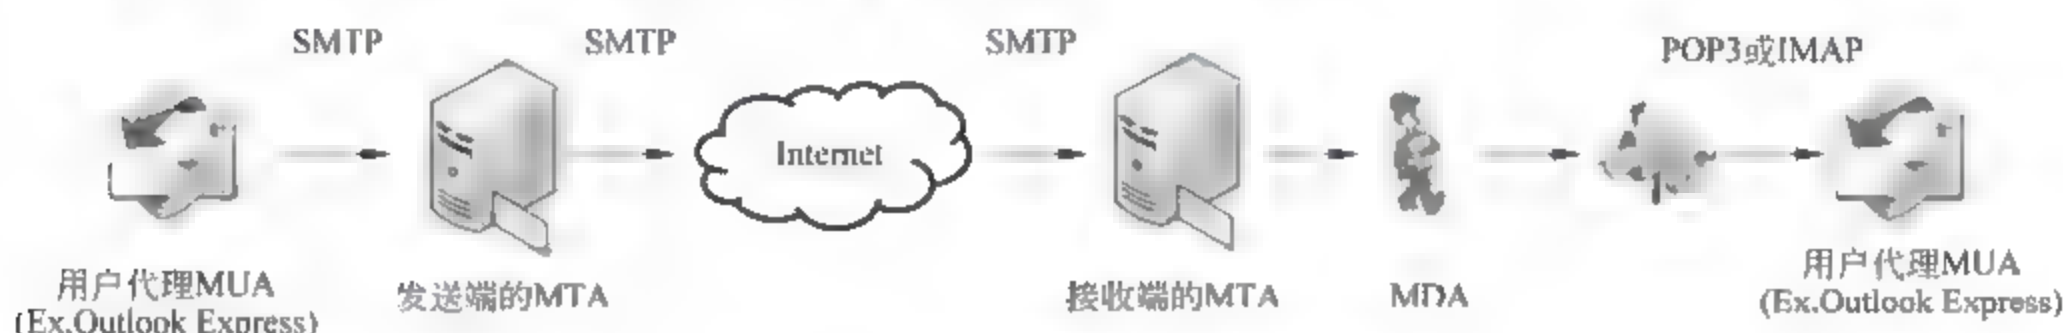 SMTP
SMTP
SMTP
POP3或IMAP
Internet
用户代理MUA
(Ex.Outlook Express)
发送端的MTA
接收端的MTA
MDA
用户代理MUA
(Ex.Outlook Express)